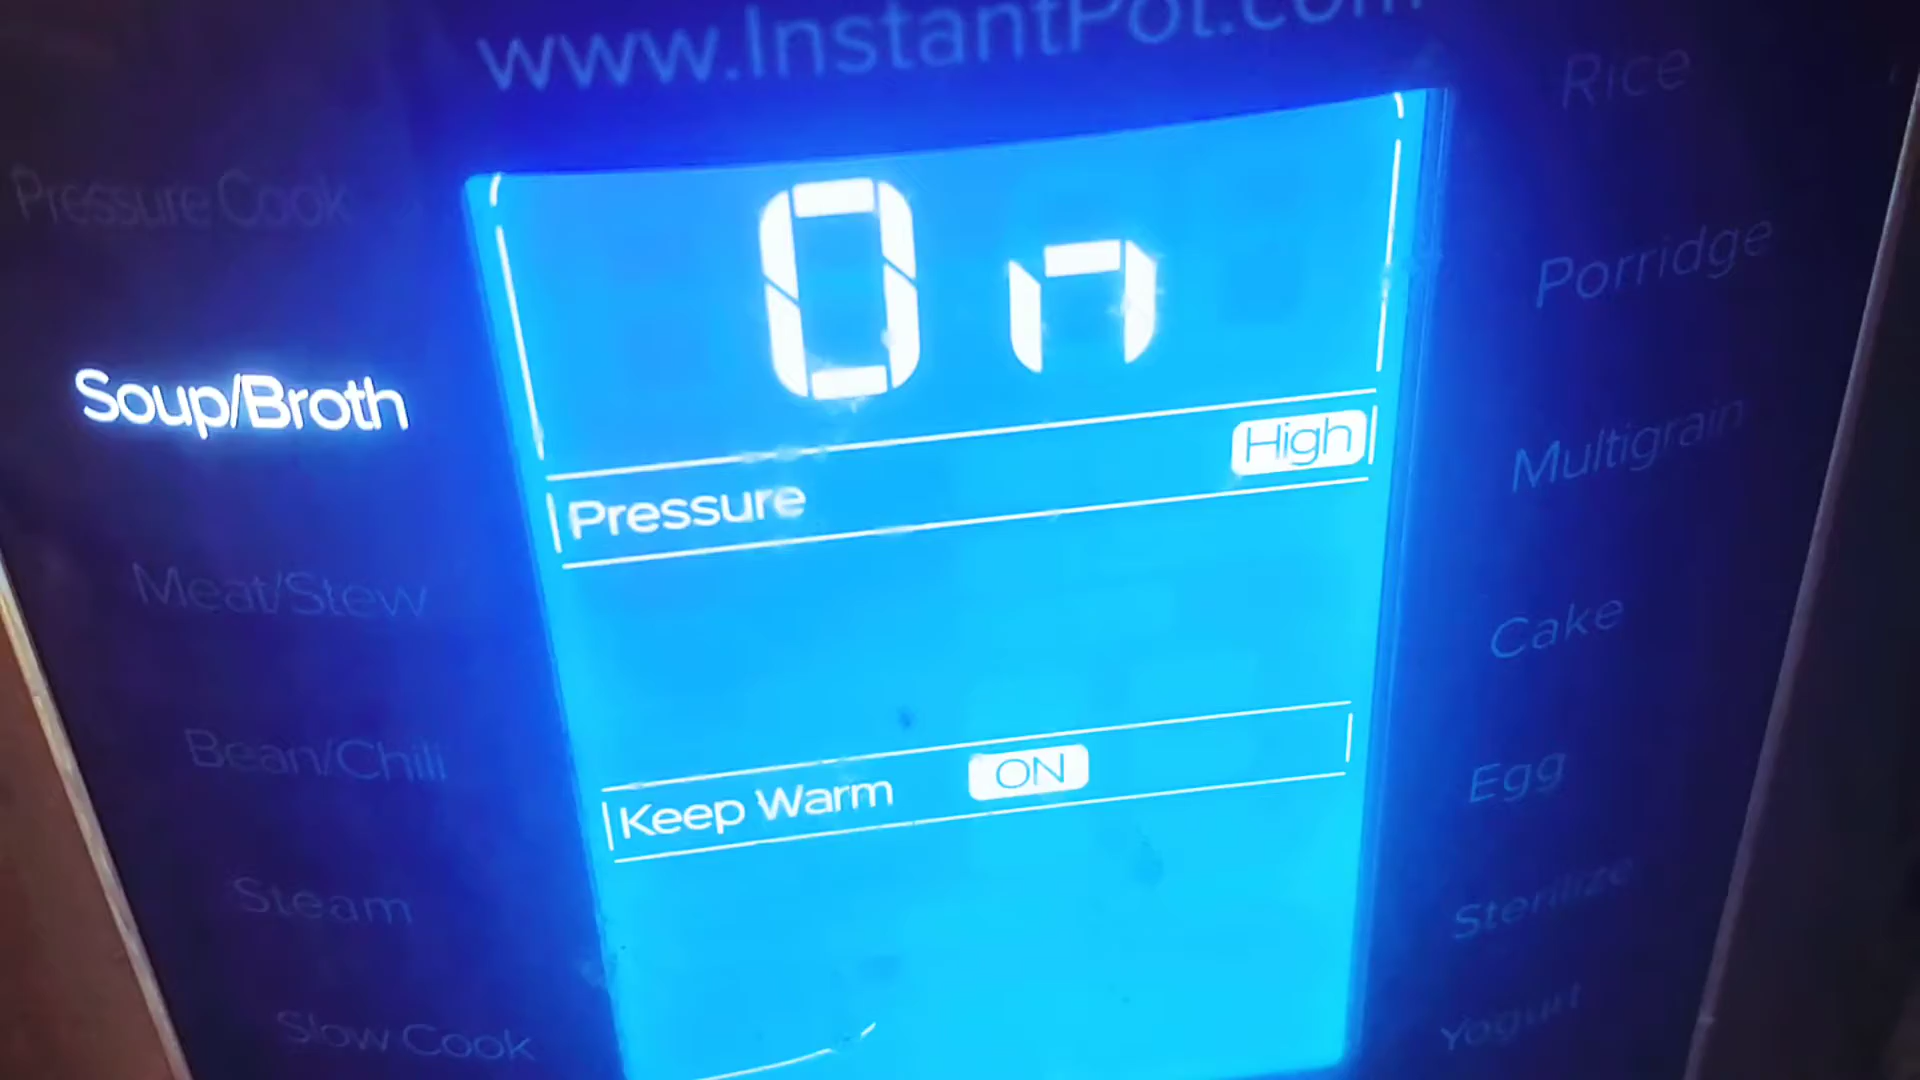 www.InstantPot.com
On
Pressure High
Keep Warm ON
Pressure Cook
Soup/Broth
Meat/Stew
Bean/Chili
Steam
Slow Cook
Rice
Porridge
Multigrain
Cake
Egg
Sterilize
Yogurt